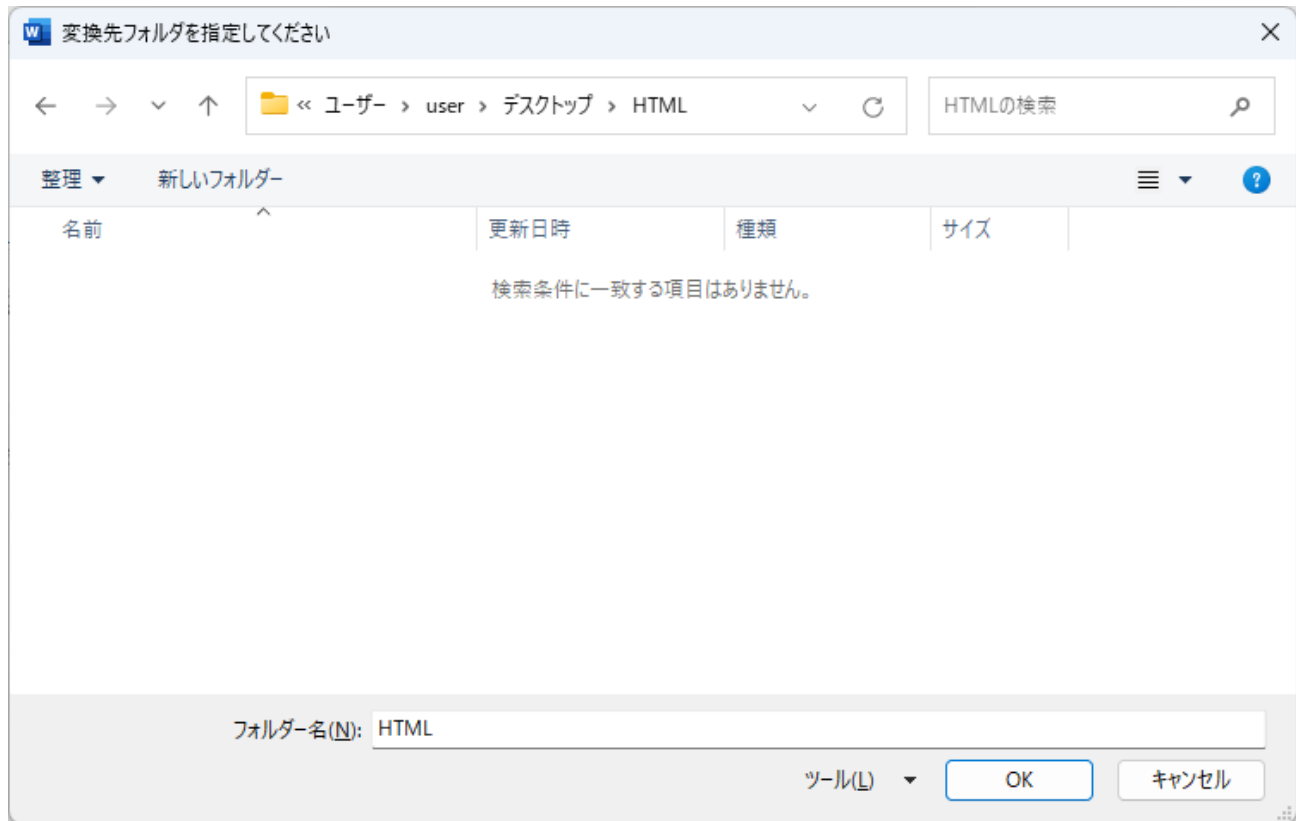 変換先フォルダを指定してください
« ユーザー › user › デスクトップ › HTML
HTMLの検索
整理 新しいフォルダー
名前 更新日時 種類 サイズ
検索条件に一致する項目はありません。
フォルダー名(N): HTML
ツール(L) OK キャンセル